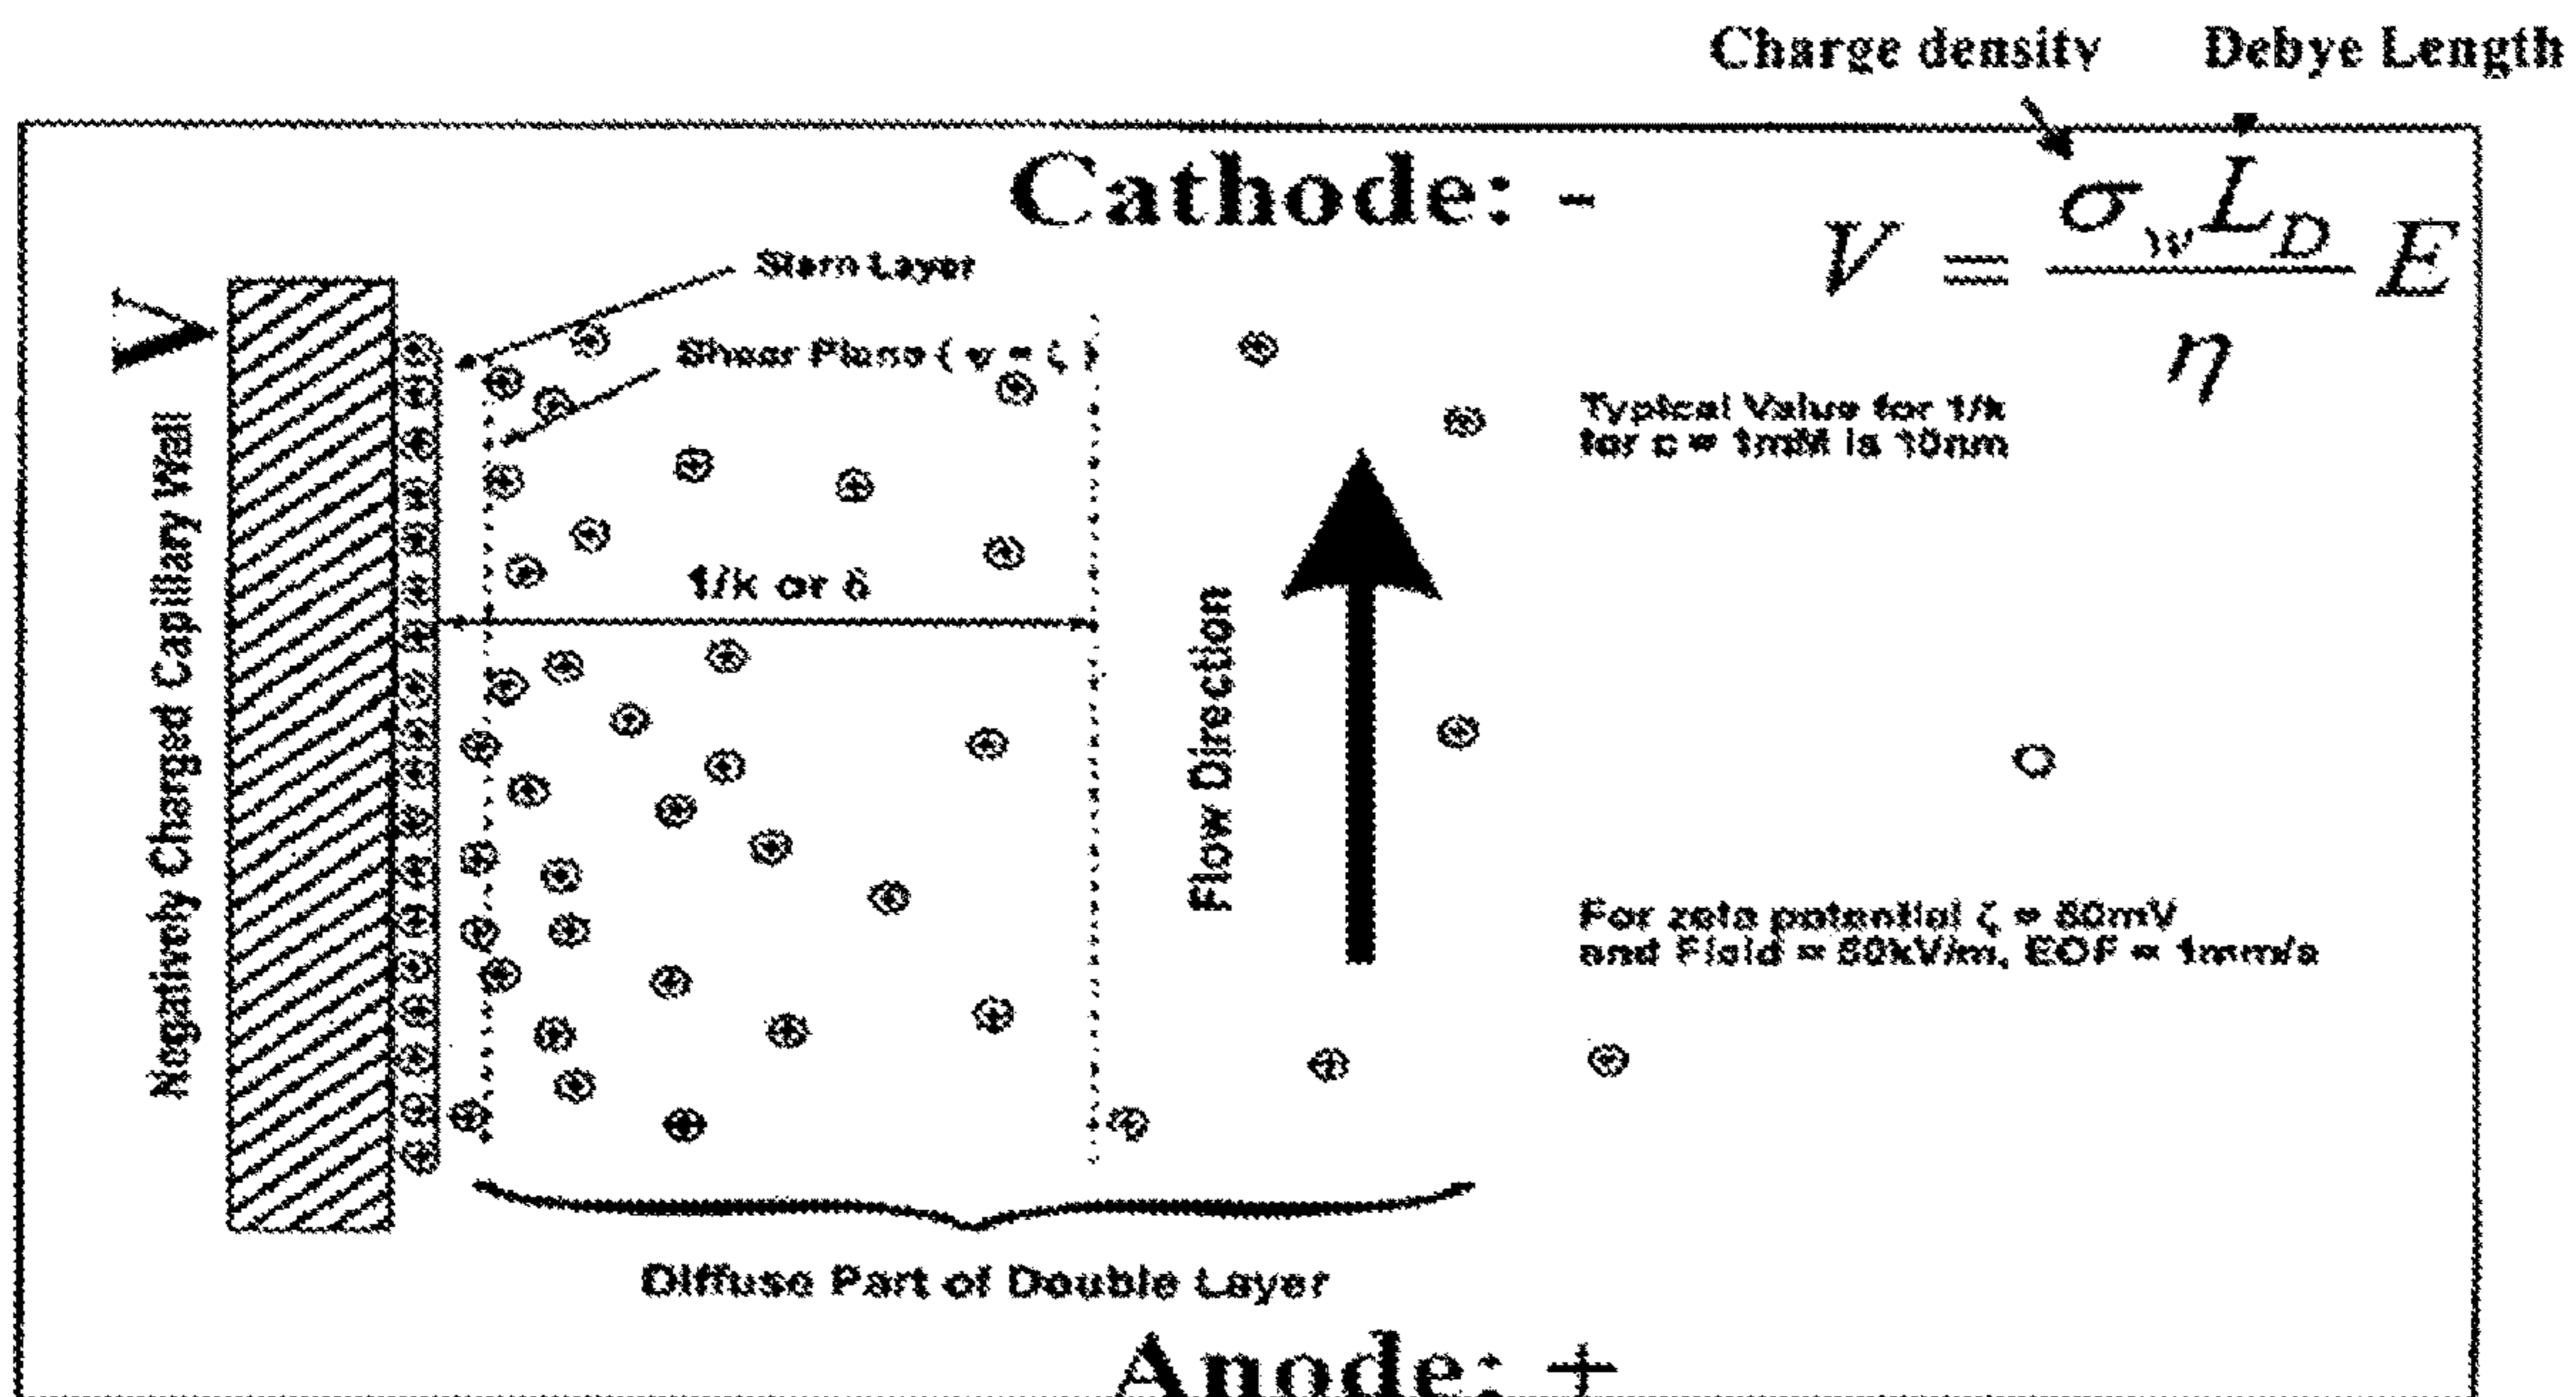 Charge density Debye Length
Cathode: -
V = σw LD / η E
Stern Layer
Shear Plane ( ψ = ζ )
Typical Value for 1/k
for c = 1mM is 10nm
Negatively Charged Capillary Wall
1/k or δ
Flow Direction
For zeta potential ζ =
and Field = 50kV/m, EOF = 1mm/s
Diffuse Part of Double Layer
Anode: +